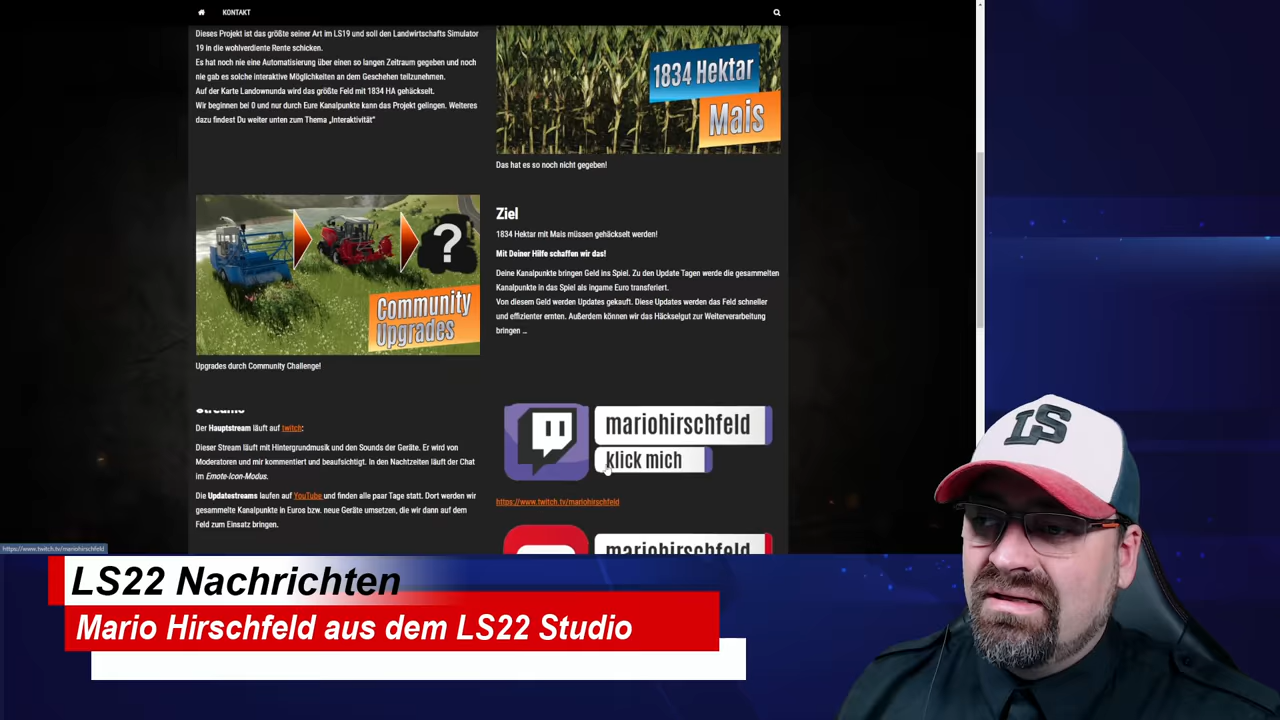 KONTAKT
Dieses Projekt ist das größte seiner Art im LS19 und soll den Landwirtschafts Simulator
19 in die wohlverdiente Rente schicken.
Es hat noch nie eine Automatisierung über einen so langen Zeitraum gegeben und noch
nie gab es solche interaktive Möglichkeiten an dem Geschehen teilzunehmen.
Auf der Karte Landownunda wird das größte Feld mit 1834 HA gehäckselt.
Wir beginnen bei 0 und nur durch Eure Kanalpunkte kann das Projekt gelingen. Weiteres
dazu findest Du weiter unten zum Thema „Interaktivität"
1834 Hektar
Mais
Das hat es so noch nicht gegeben!
?
Community
Upgrades
Upgrades durch Community Challenge!
Ziel
1834 Hektar mit Mais müssen gehäckselt werden!
Mit Deiner Hilfe schaffen wir das!
Deine Kanalpunkte bringen Geld ins Spiel. Zu den Update Tagen werde die gesammelten
Kanalpunkte in das Spiel als ingame Euro transferiert.
Von diesem Geld werden Updates gekauft. Diese Updates werden das Feld schneller
und effizienter ernten. Außerdem können wir das Häckselgut zur Weiterverarbeitung
bringen ...
Streams
Der Hauptstream läuft auf twitch:
Dieser Stream läuft mit Hintergrundmusik und den Sounds der Geräte. Er wird von
Moderatoren und mir kommentiert und beaufsichtigt. In den Nachtzeiten läuft der Chat
im Emote-Icon-Modus.
Die Updatestreams laufen auf YouTube und finden alle paar Tage statt. Dort werden wir
gesammelte Kanalpunkte in Euros bzw. neue Geräte umsetzen, die wir dann auf dem
Feld zum Einsatz bringen.
mariohirschfeld
klick mich
https://www.twitch.tv/mariohirschfeld
mariohirschfeld
https://www.twitch.tv/mariohirschfeld
LS
LS22 Nachrichten
Mario Hirschfeld aus dem LS22 Studio